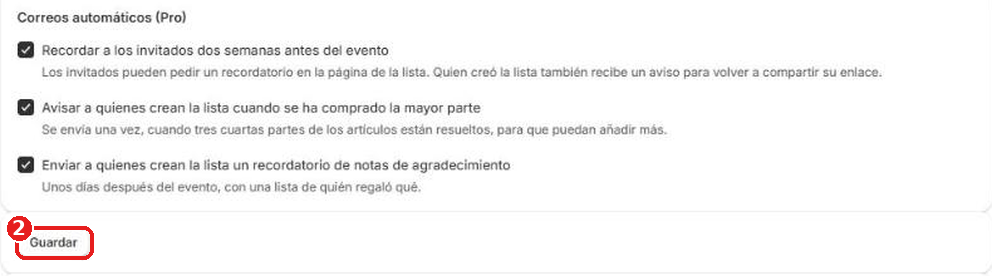 Correos automáticos (Pro)
Recordar a los invitados dos semanas antes del evento
Los invitados pueden pedir un recordatorio en la página de la lista. Quien creó la lista también recibe un aviso para volver a compartir su enlace.
Avisar a quienes crean la lista cuando se ha comprado la mayor parte
Se envía una vez, cuando tres cuartas partes de los artículos están resueltos, para que puedan añadir más.
Enviar a quienes crean la lista un recordatorio de notas de agradecimiento
Unos días después del evento, con una lista de quién regaló qué.
2
Guardar